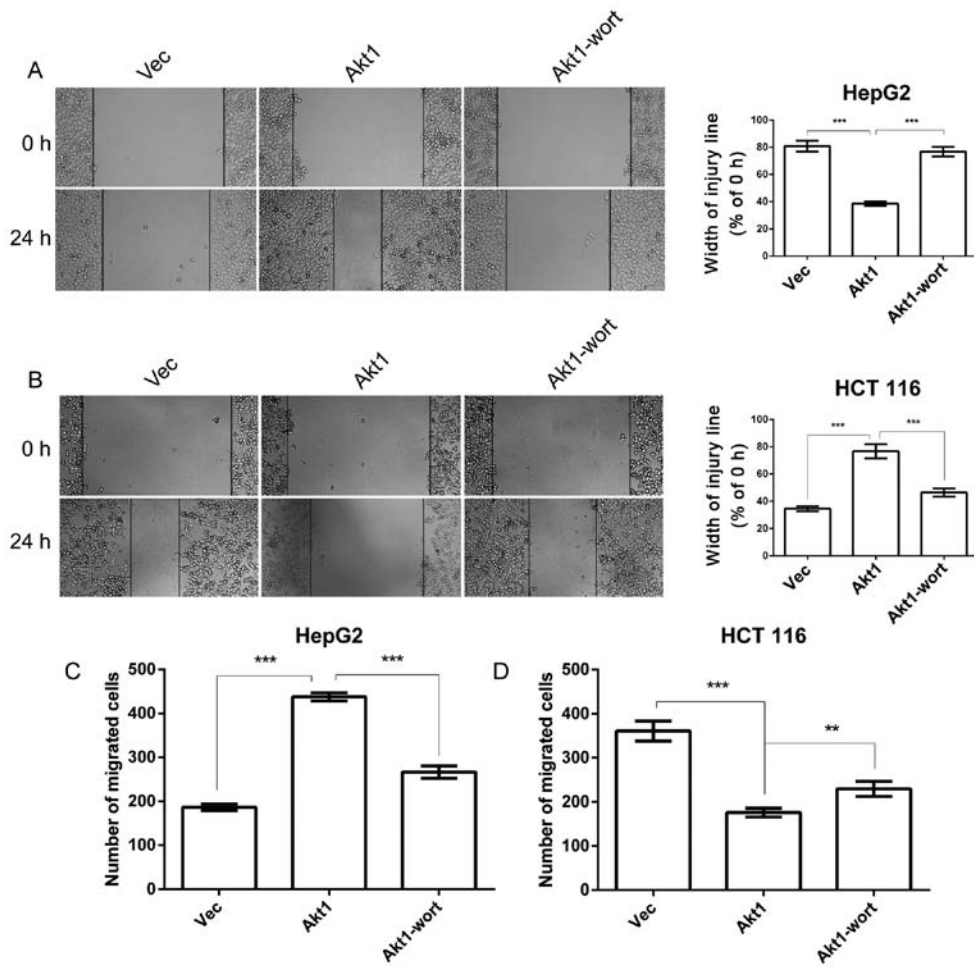 A
Vec
Akt1
Akt1-wort
0 h
24 h
HepG2
Width of injury line
(% of 0 h)
100
80
60
40
20
0
***
***
Vec
Akt1
Akt1-wort
B
Vec
Akt1
Akt1-wort
0 h
24 h
HCT 116
Width of injury line
(% of 0 h)
100
80
60
40
20
0
***
***
Vec
Akt1
Akt1-wort
C
HepG2
Number of migrated cells
500
400
300
200
100
0
***
***
Vec
Akt1
Akt1-wort
D
HCT 116
Number of migrated cells
500
400
300
200
100
0
***
**
Vec
Akt1
Akt1-wort